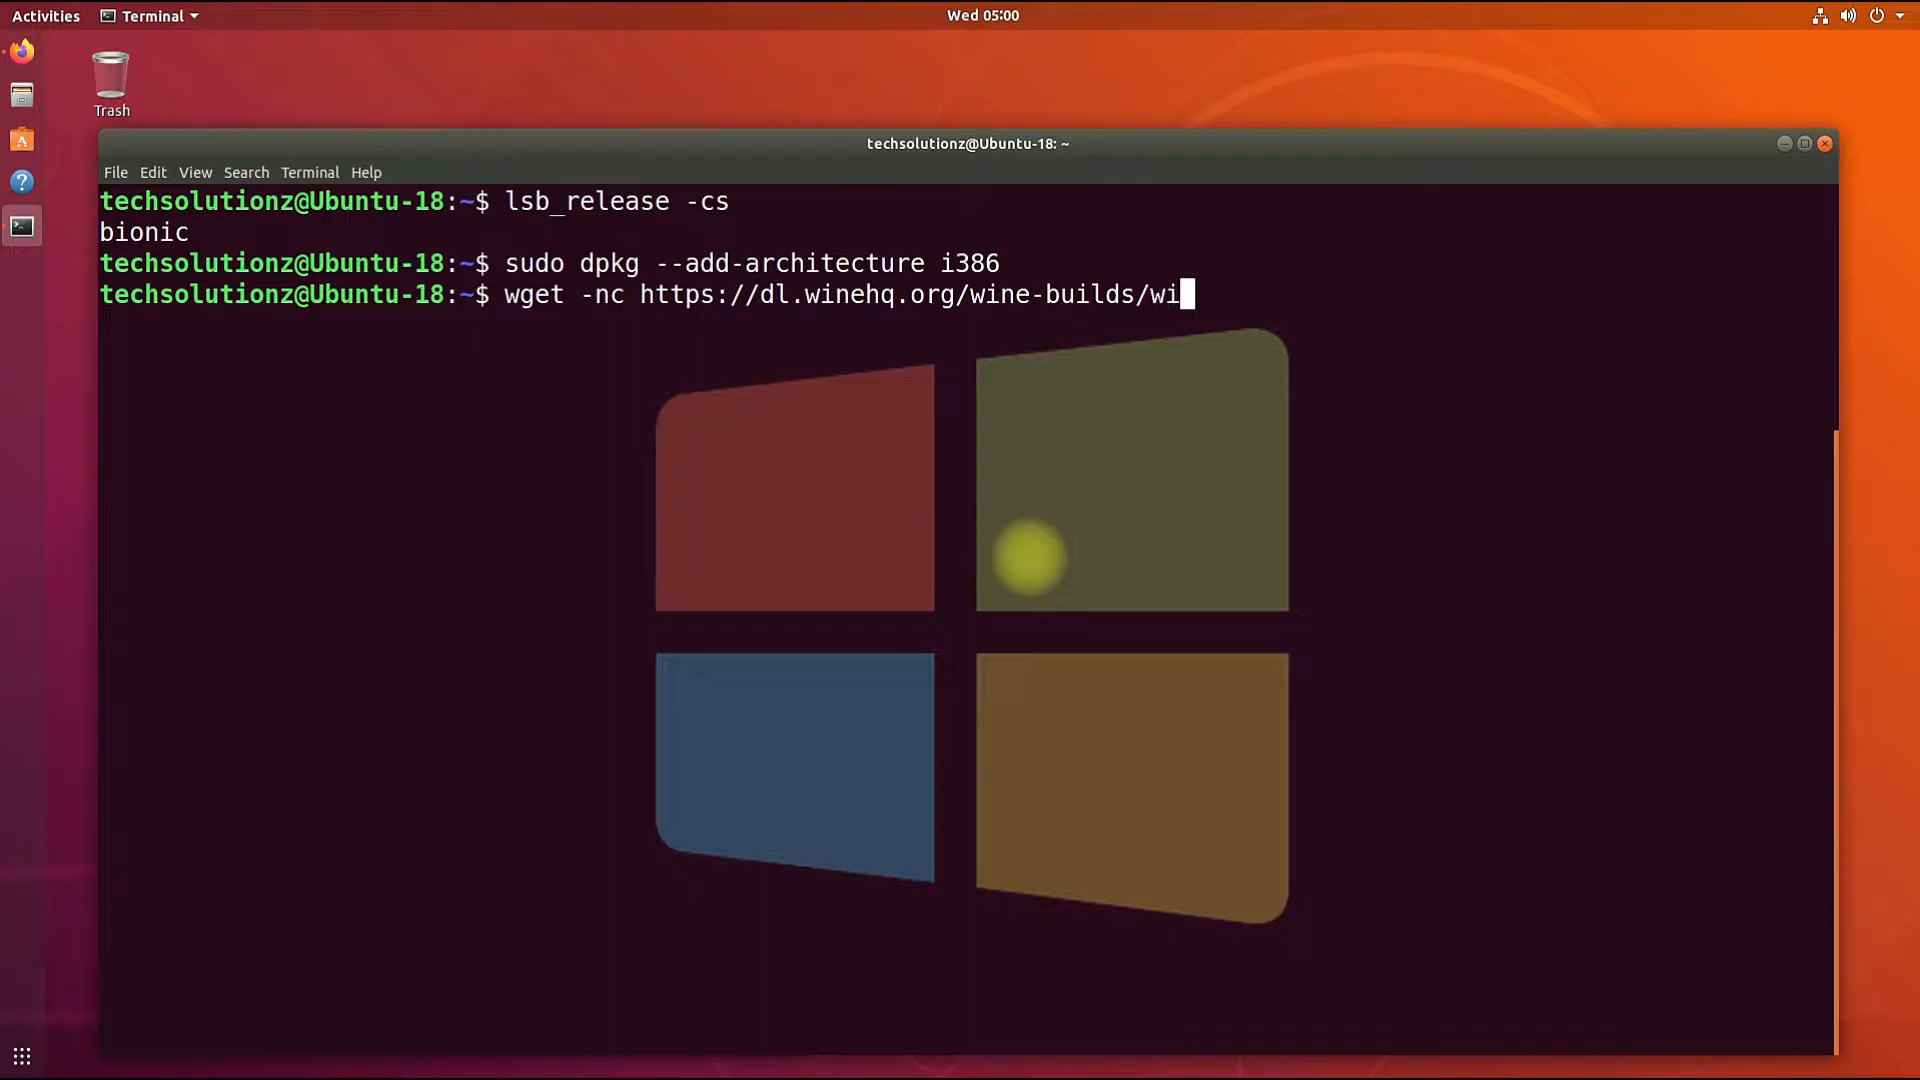 Activities Terminal Wed 05:00
Trash
techsolutionz@Ubuntu-18: ~
File Edit View Search Terminal Help
techsolutionz@Ubuntu-18:~$ lsb_release -cs
bionic
techsolutionz@Ubuntu-18:~$ sudo dpkg --add-architecture i386
techsolutionz@Ubuntu-18:~$ wget -nc https://dl.winehq.org/wine-builds/wi